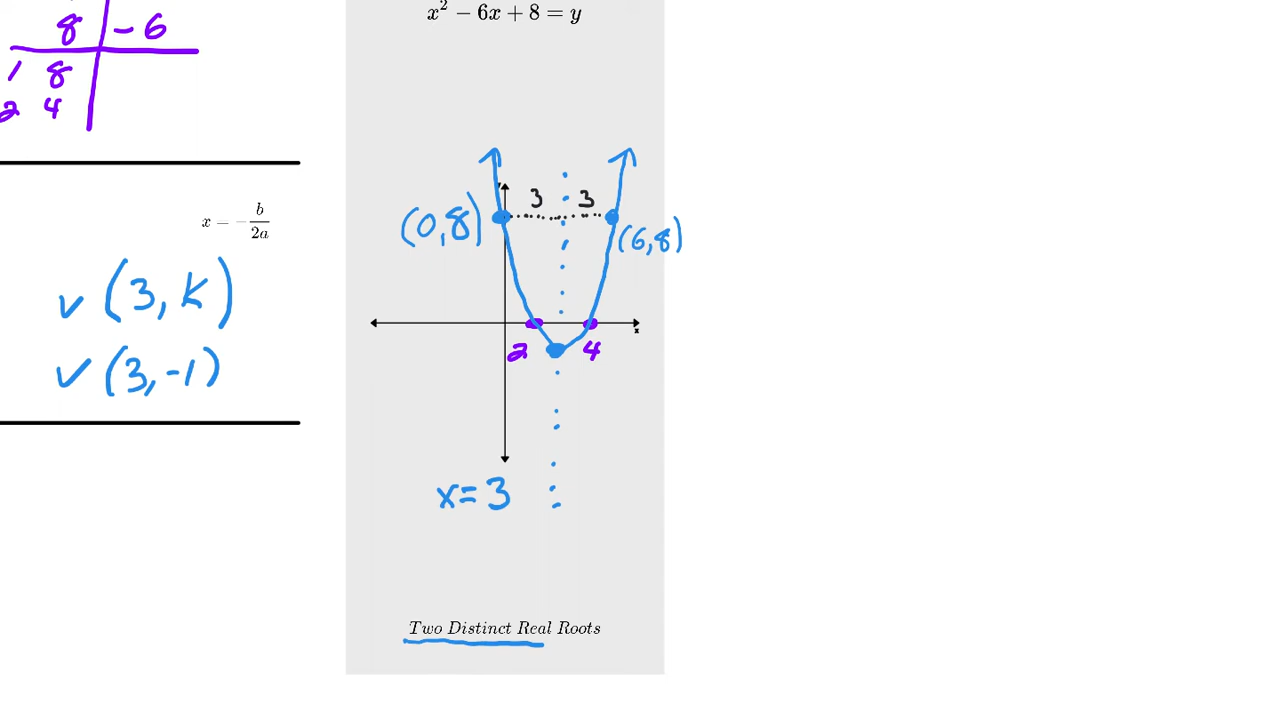 8 -6
1 8
2 4
x = -b/2a
v (3, k)
v (3, -1)
x² − 6x + 8 = y
3 3
(0,8)
(6,8)
x
2 4
x=3
Two Distinct Real Roots